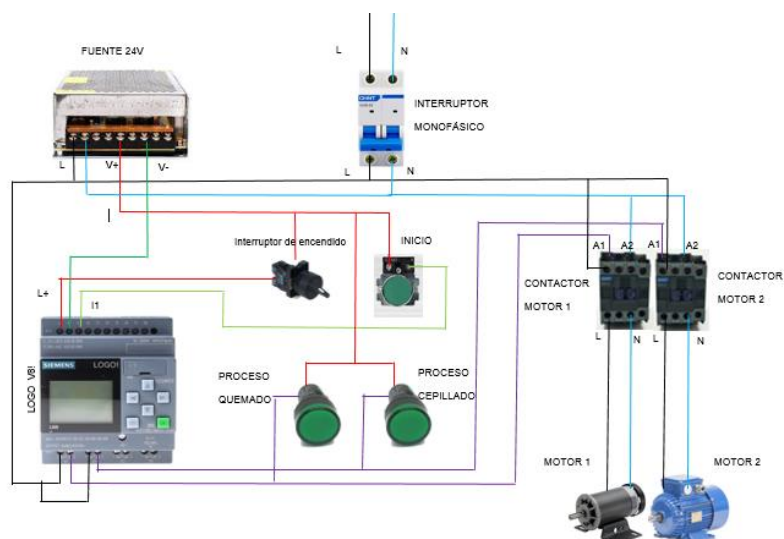 FUENTE 24V
L
N
CHNT
INTERRUPTOR
MONOFÁSICO
L
V+
V-
L
N
Interruptor de encendido
INICIO
A1
A2
A1
A2
CONTACTOR
MOTOR 1
CONTACTOR
MOTOR 2
L+
I1
SIEMENS
LOGO!
LOGO V8!
PROCESO
QUEMADO
PROCESO
CEPILLADO
L
N
L
N
MOTOR 1
MOTOR 2